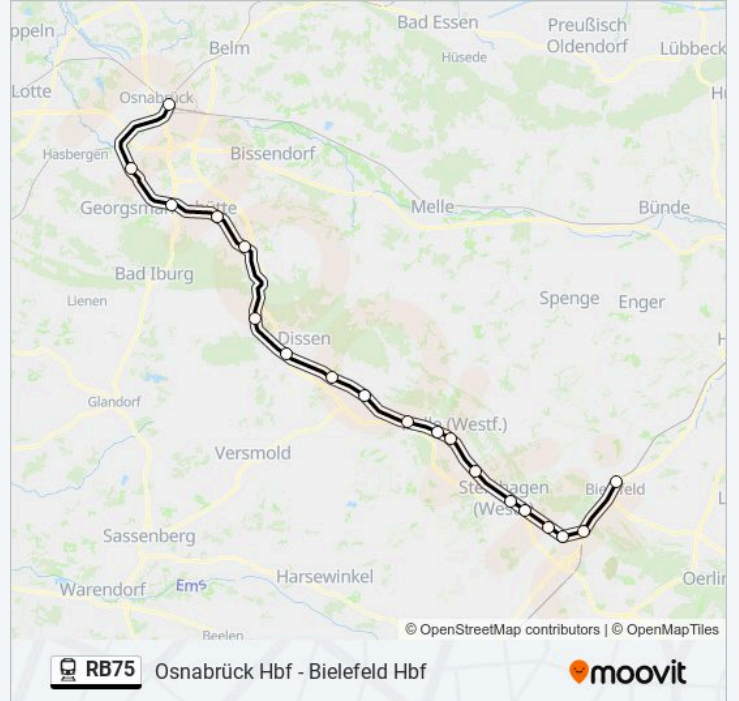 ppeln
Belm
Bad Essen
Preußisch
Oldendorf
Lübbeck
Hüsede
Lotte
Osnabrück
Hasbergen
Bissendorf
Georgsm hütte
Melle
Bünde
Bad Iburg
Lienen
Spenge
Enger
Dissen
Glandorf
(Westf.)
Versmold
Bielefeld
Sassenberg
Harsewinkel
Warendorf
Ems
Oerlin
Beelen
© OpenStreetMap contributors | © OpenMapTiles
RB75
Osnabrück Hbf - Bielefeld Hbf
moovit